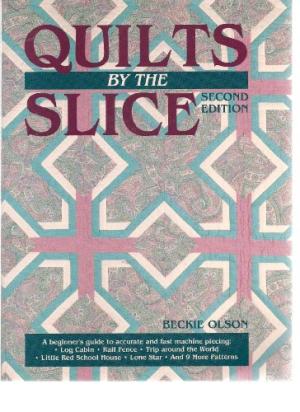 QUILTS
BY THE
SLICE
SECOND
EDITION
BECKIE OLSON
A beginner's guide to accurate and fast machine piecing:
• Log Cabin • Rail Fence • Trip around the World
• Little Red School House • Lone Star • And 9 More Patterns